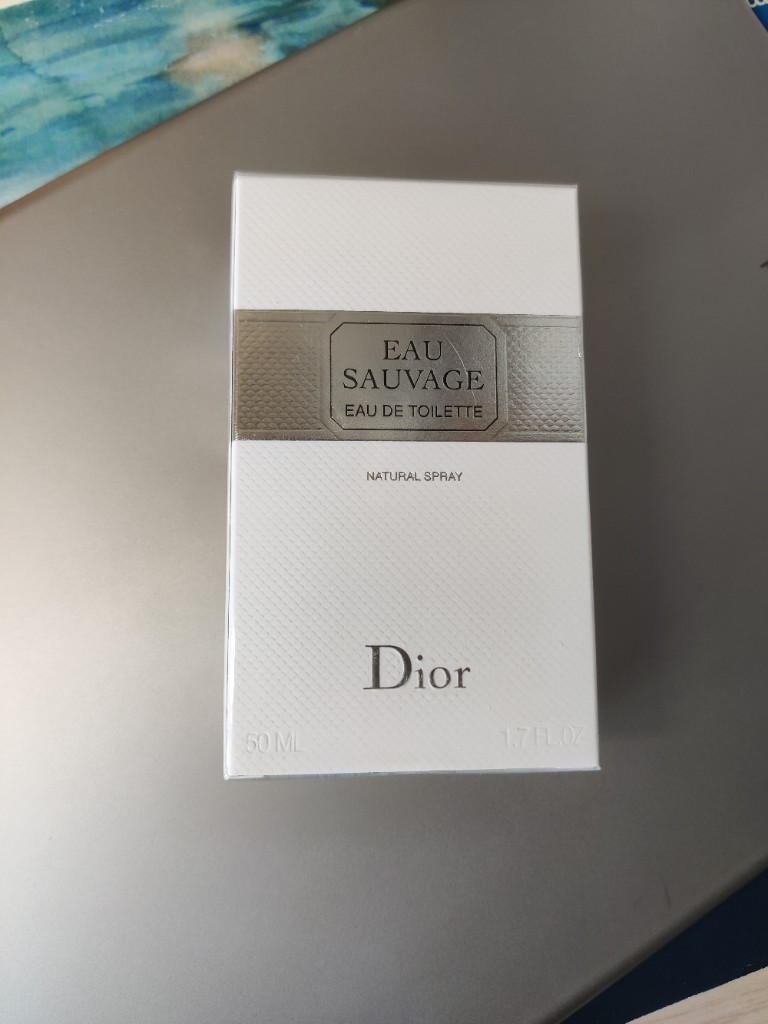 EAU
SAUVAGE
EAU DE TOILETTE
NATURAL SPRAY
Dior
50 ML 1.7 FL.OZ